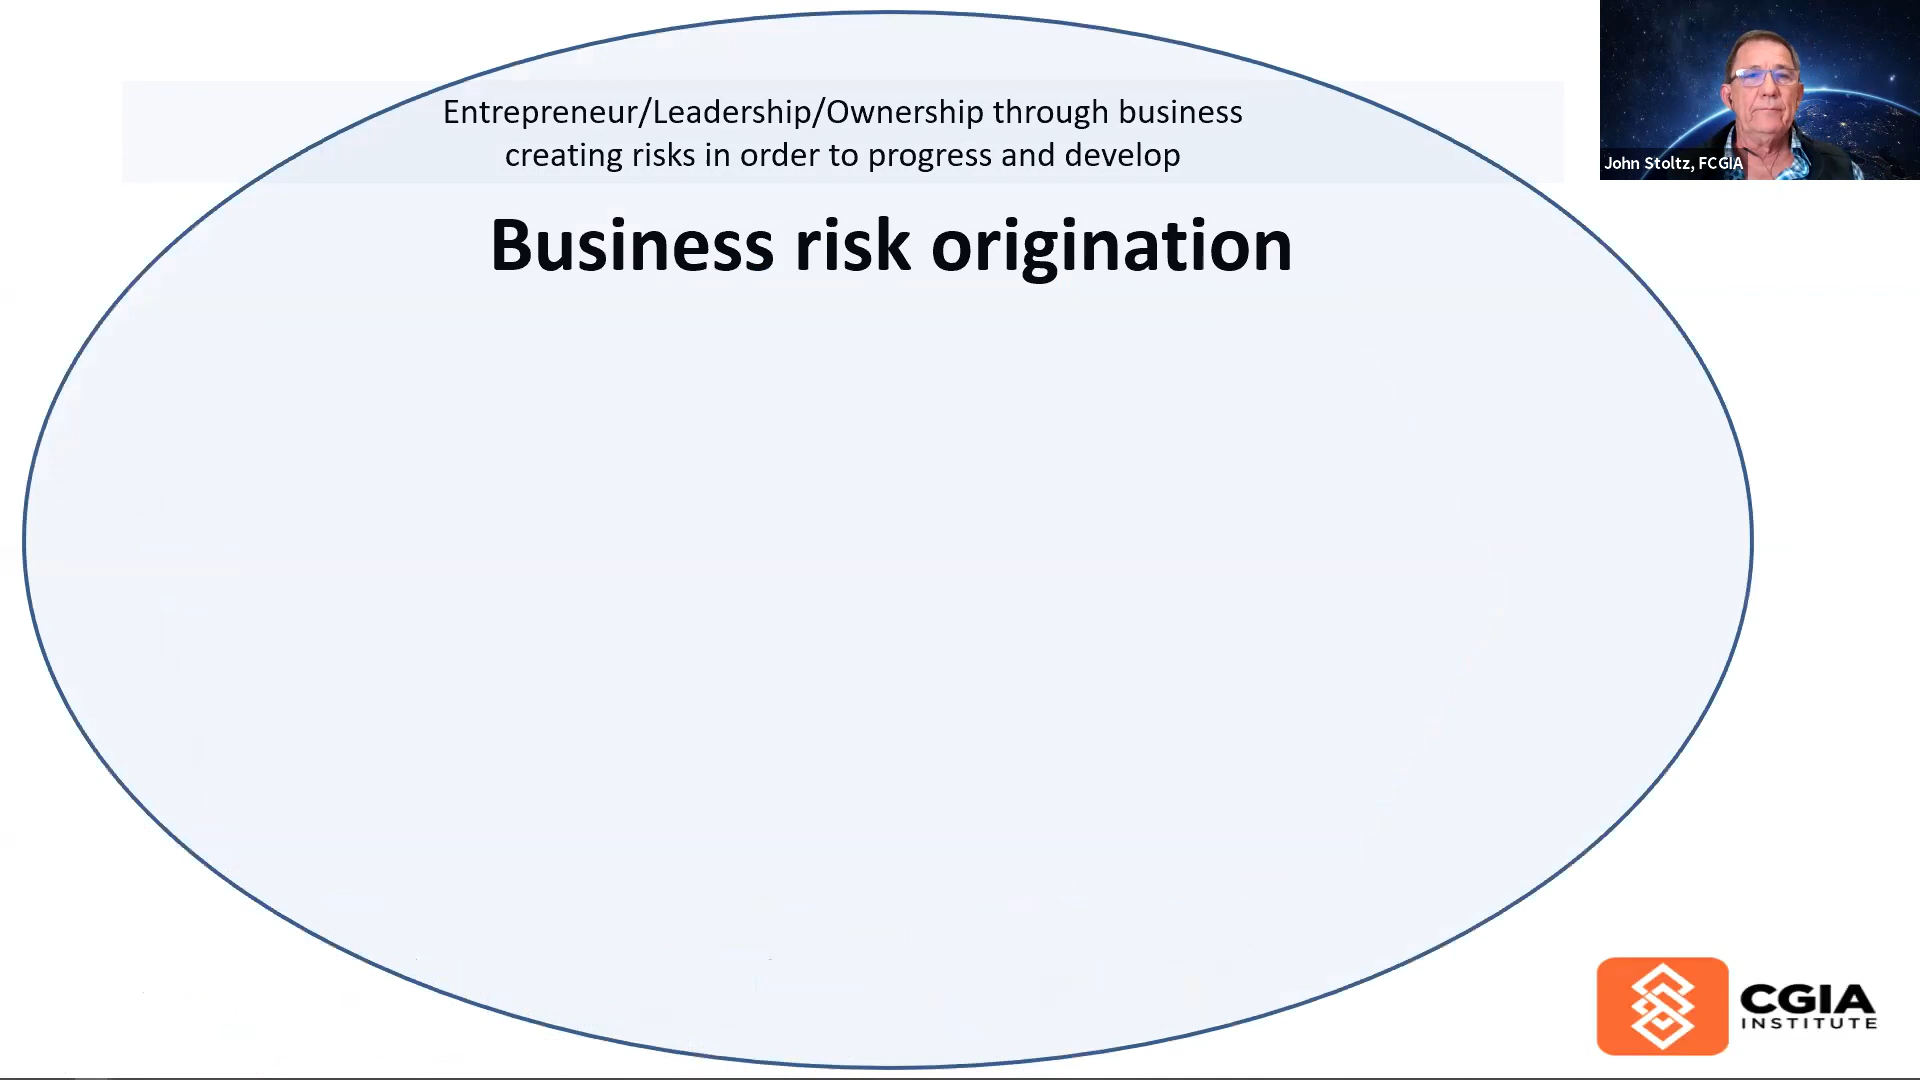 Entrepreneur/Leadership/Ownership through business
creating risks in order to progress and develop
Business risk origination
John Stoltz, FCGIA
CGIA
INSTITUTE